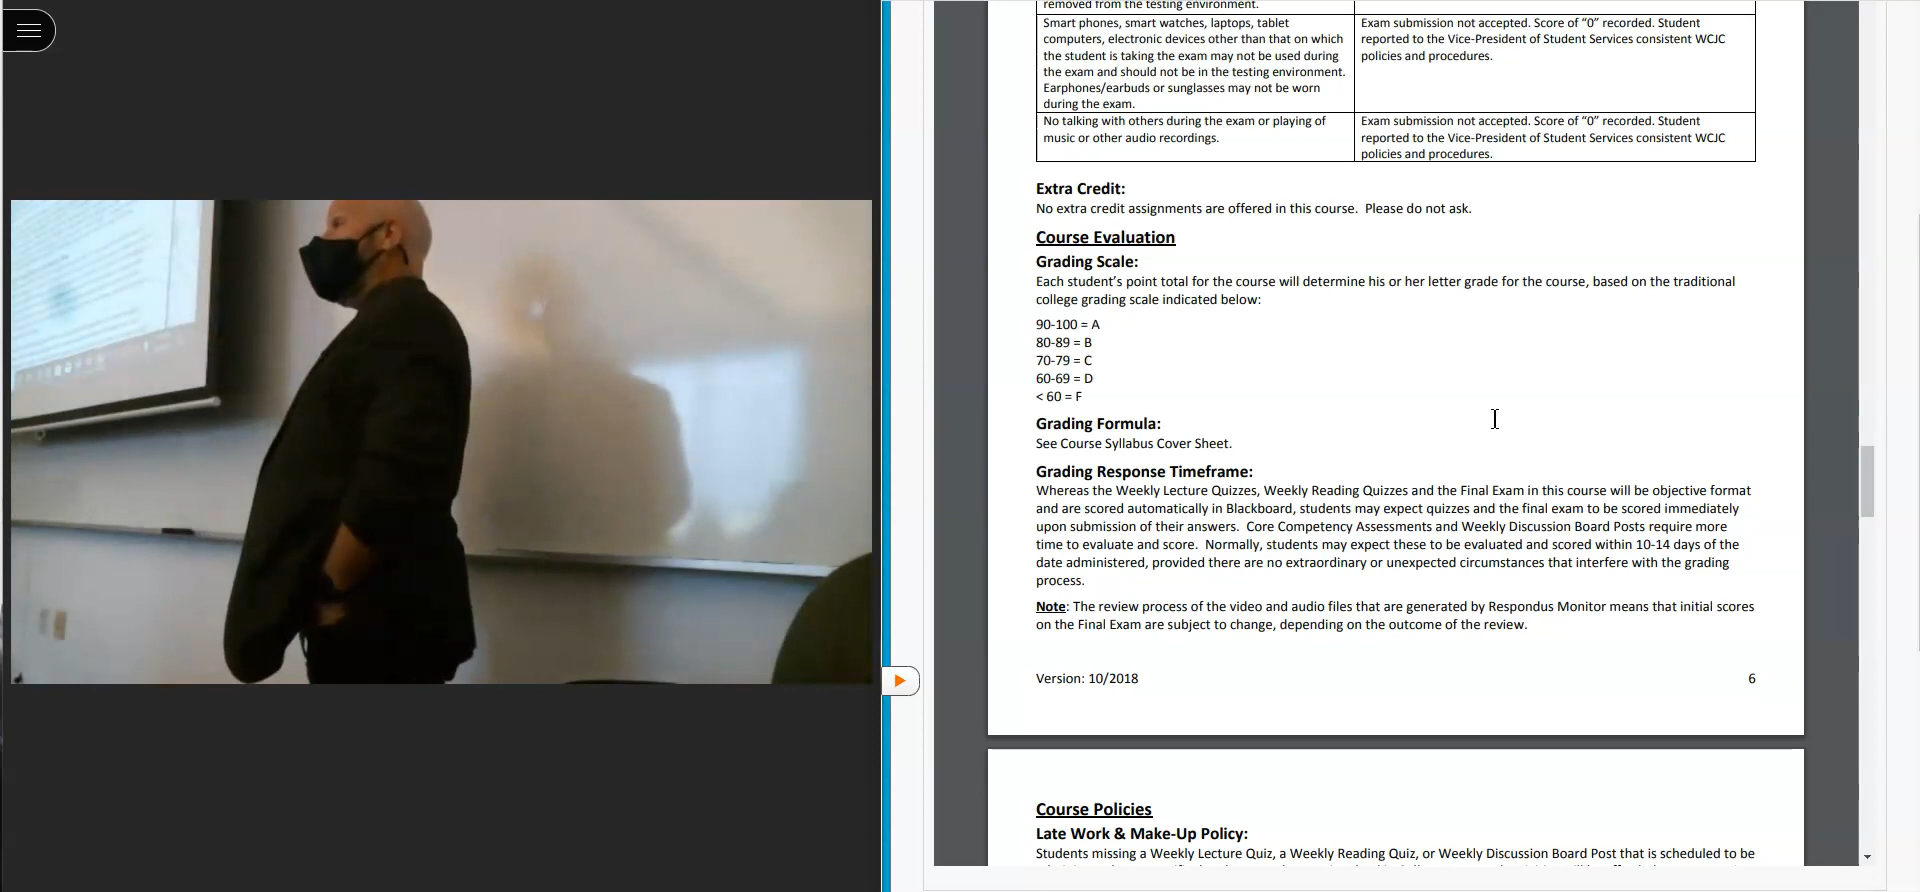 removed from the testing environment.
Smart phones, smart watches, laptops, tablet
computers, electronic devices other than that on which
the student is taking the exam may not be used during
the exam and should not be in the testing environment.
Earphones/earbuds or sunglasses may not be worn
during the exam.
Exam submission not accepted. Score of “0” recorded. Student
reported to the Vice-President of Student Services consistent WCJC
policies and procedures.
No talking with others during the exam or playing of
music or other audio recordings.
Exam submission not accepted. Score of “0” recorded. Student
reported to the Vice-President of Student Services consistent WCJC
policies and procedures.
Extra Credit:
No extra credit assignments are offered in this course.  Please do not ask.
Course Evaluation
Grading Scale:
Each student’s point total for the course will determine his or her letter grade for the course, based on the traditional
college grading scale indicated below:
90-100 = A
80-89 = B
70-79 = C
60-69 = D
< 60 = F
Grading Formula:
See Course Syllabus Cover Sheet.
Grading Response Timeframe:
Whereas the Weekly Lecture Quizzes, Weekly Reading Quizzes and the Final Exam in this course will be objective format
and are scored automatically in Blackboard, students may expect quizzes and the final exam to be scored immediately
upon submission of their answers.  Core Competency Assessments and Weekly Discussion Board Posts require more
time to evaluate and score.  Normally, students may expect these to be evaluated and scored within 10-14 days of the
date administered, provided there are no extraordinary or unexpected circumstances that interfere with the grading
process.
Note: The review process of the video and audio files that are generated by Respondus Monitor means that initial scores
on the Final Exam are subject to change, depending on the outcome of the review.
Version: 10/2018
6
Course Policies
Late Work & Make-Up Policy:
Students missing a Weekly Lecture Quiz, a Weekly Reading Quiz, or Weekly Discussion Board Post that is scheduled to be